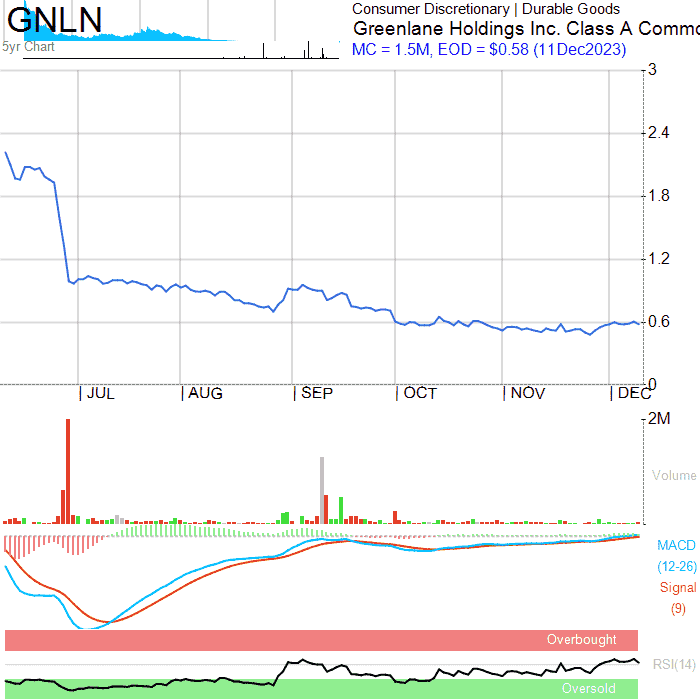 GNLN
5yr Chart
Consumer Discretionary | Durable Goods
Greenlane Holdings Inc. Class A Commo
MC = 1.5M, EOD = $0.58 (11Dec2023)
3
2.4
1.8
1.2
0.6
0
| JUL | AUG | SEP | OCT | NOV | DEC
2M
Volume
MACD
(12-26)
Signal
(9)
Overbought
RSI(14)
Oversold